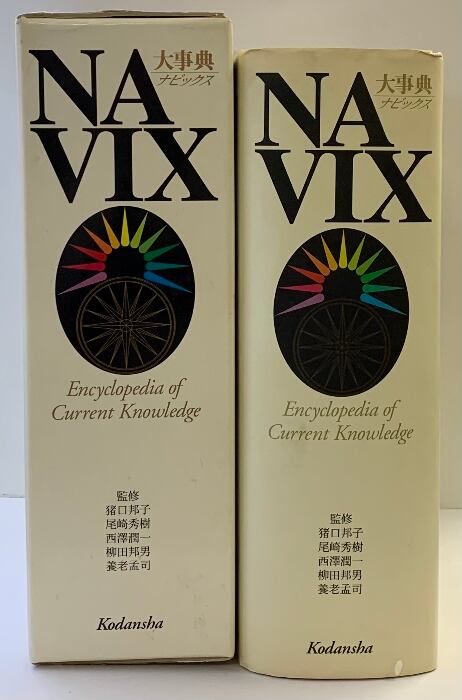 NA
大事典
ナビックス
VIX
Encyclopedia of
Current Knowledge
監修
猪口邦子
尾崎秀樹
西澤潤一
柳田邦男
養老孟司
Kodansha
NA
大事典
ナビックス
VIX
Encyclopedia of
Current Knowledge
監修
猪口邦子
尾崎秀樹
西澤潤一
柳田邦男
養老孟司
Kodansha